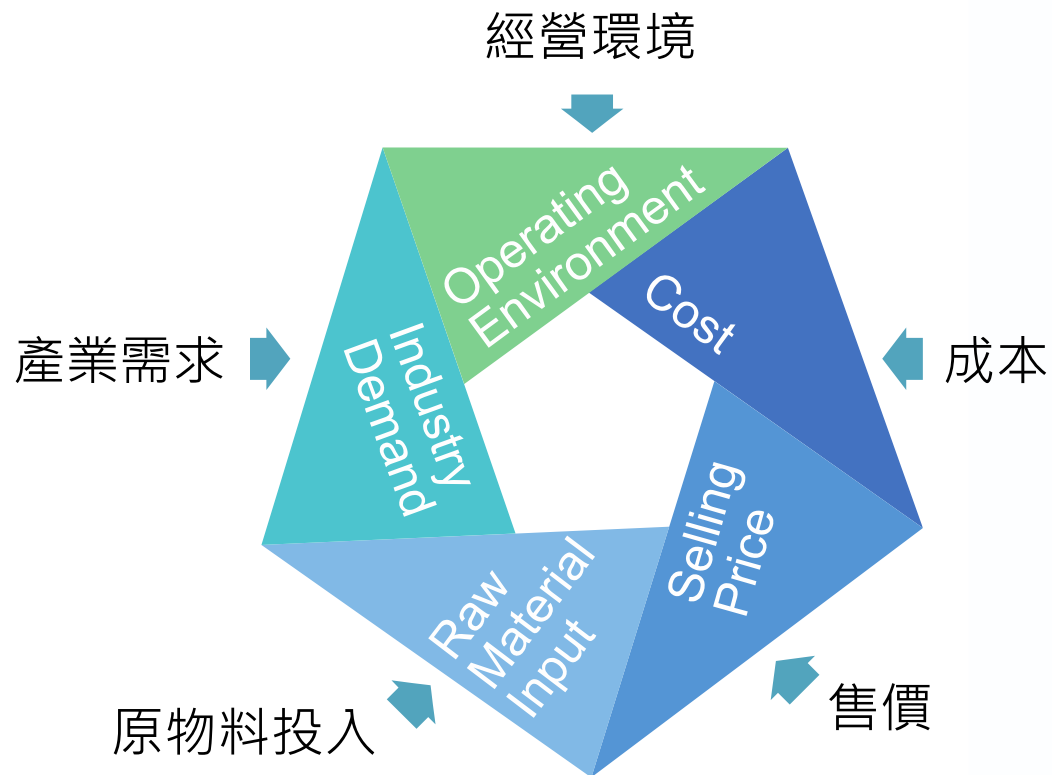 經營環境
Operating
Environment
Cost
成本
產業需求
Industry
Demand
Selling
Price
售價
Raw
Material
Input
原物料投入